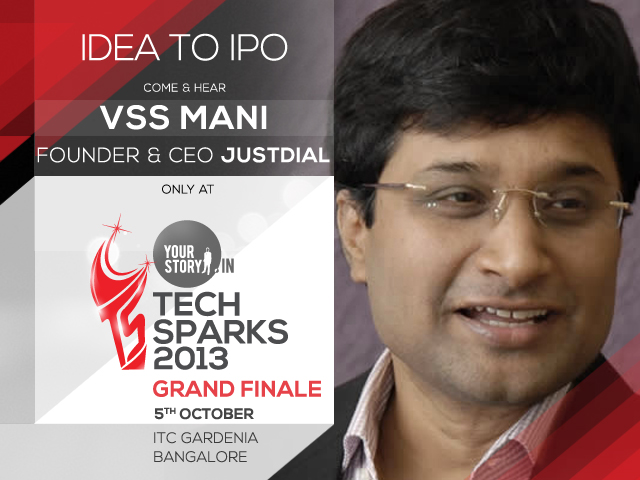 IDEA TO IPO
COME & HEAR
VSS MANI
FOUNDER & CEO JUSTDIAL
ONLY AT
YOUR
STORY.IN
TS
TECH
SPARKS
2013
GRAND FINALE
5TH OCTOBER
ITC GARDENIA
BANGALORE